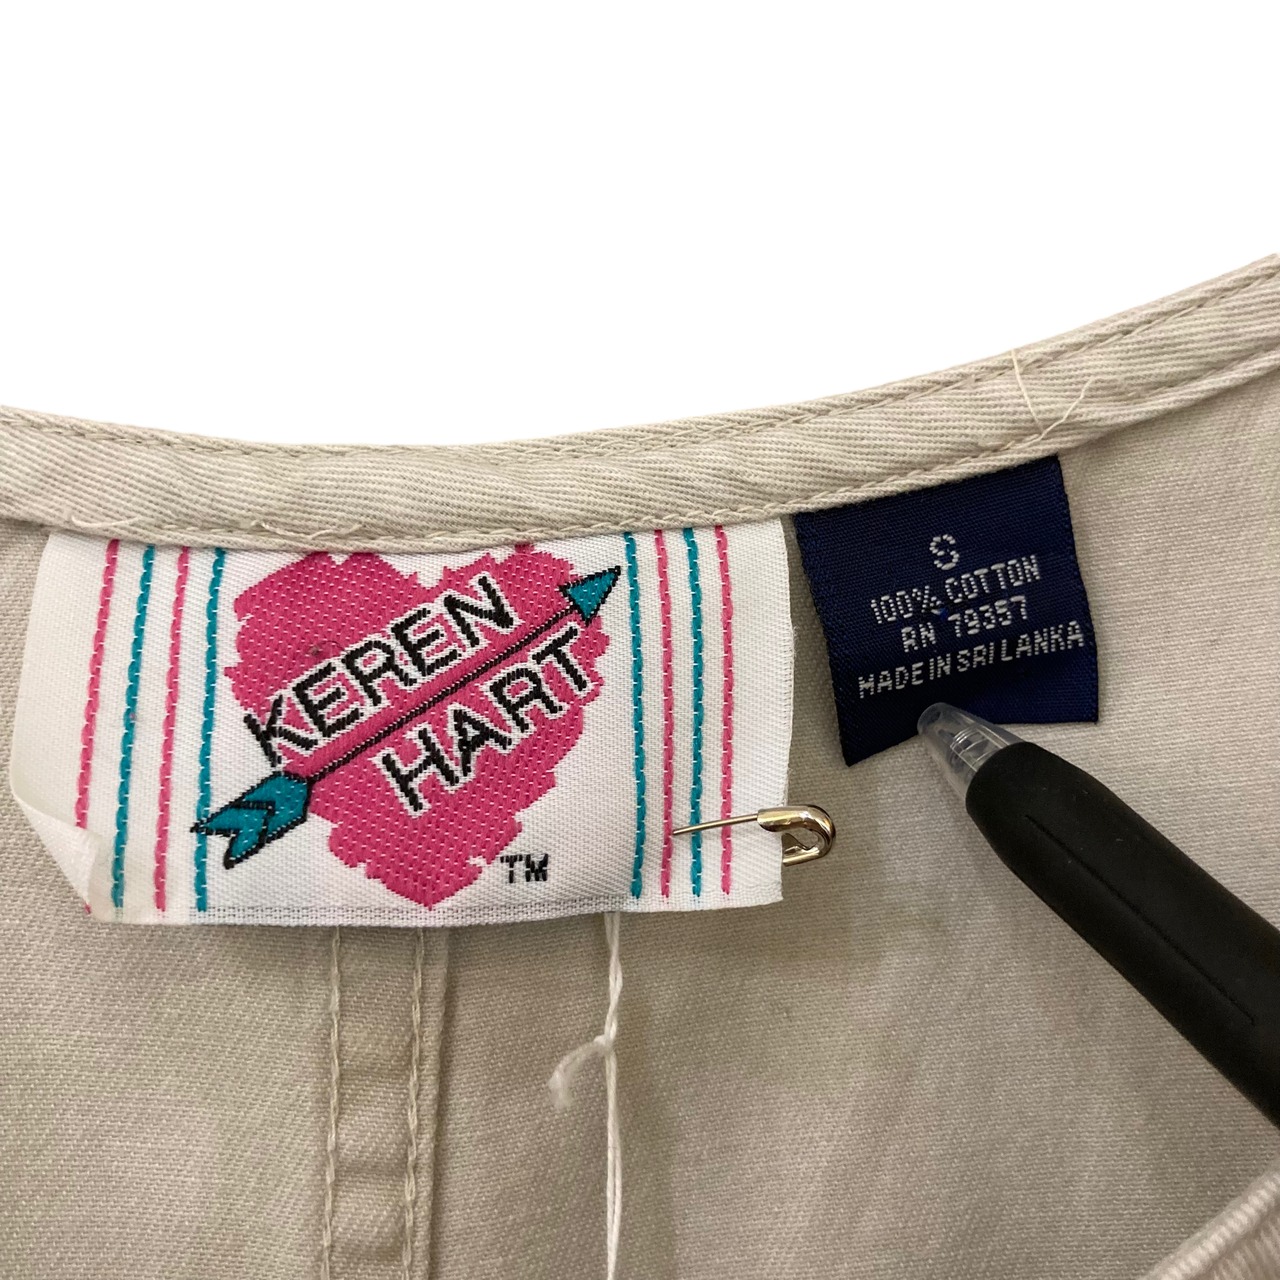 KEREN
HART
TM
S
100% COTTON
RN 79357
MADE IN SRI LANKA